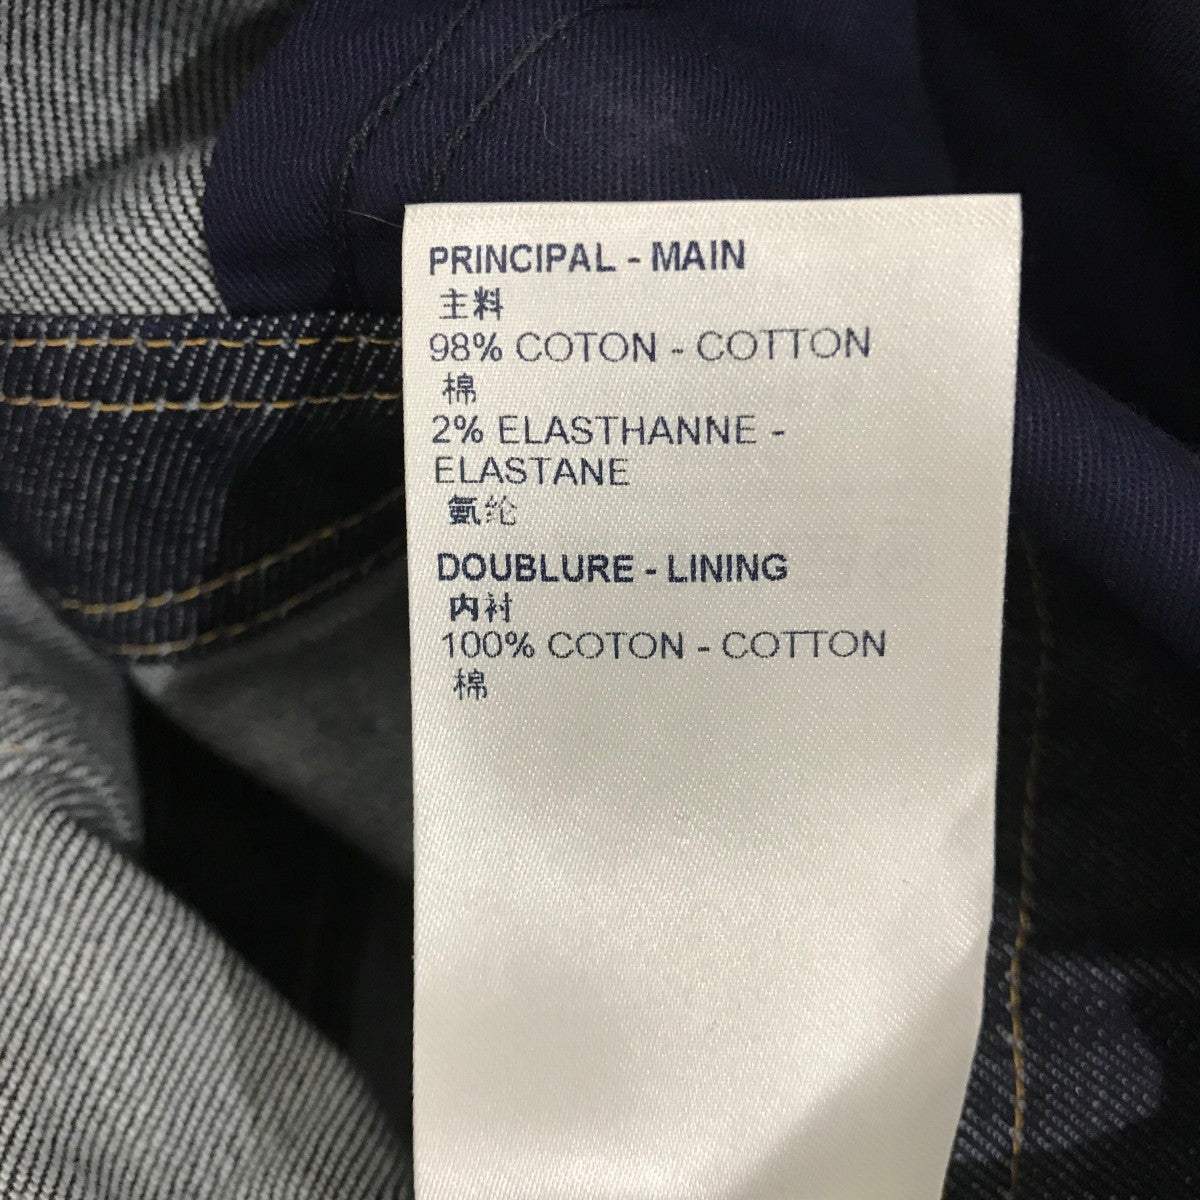 PRINCIPAL - MAIN
主料
98% COTON - COTTON
棉
2% ELASTHANNE -
ELASTANE
氨纶
DOUBLURE - LINING
内衬
100% COTON - COTTON
棉